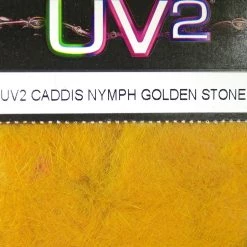 UV2
UV2 CADDIS NYMPH GOLDEN STONE